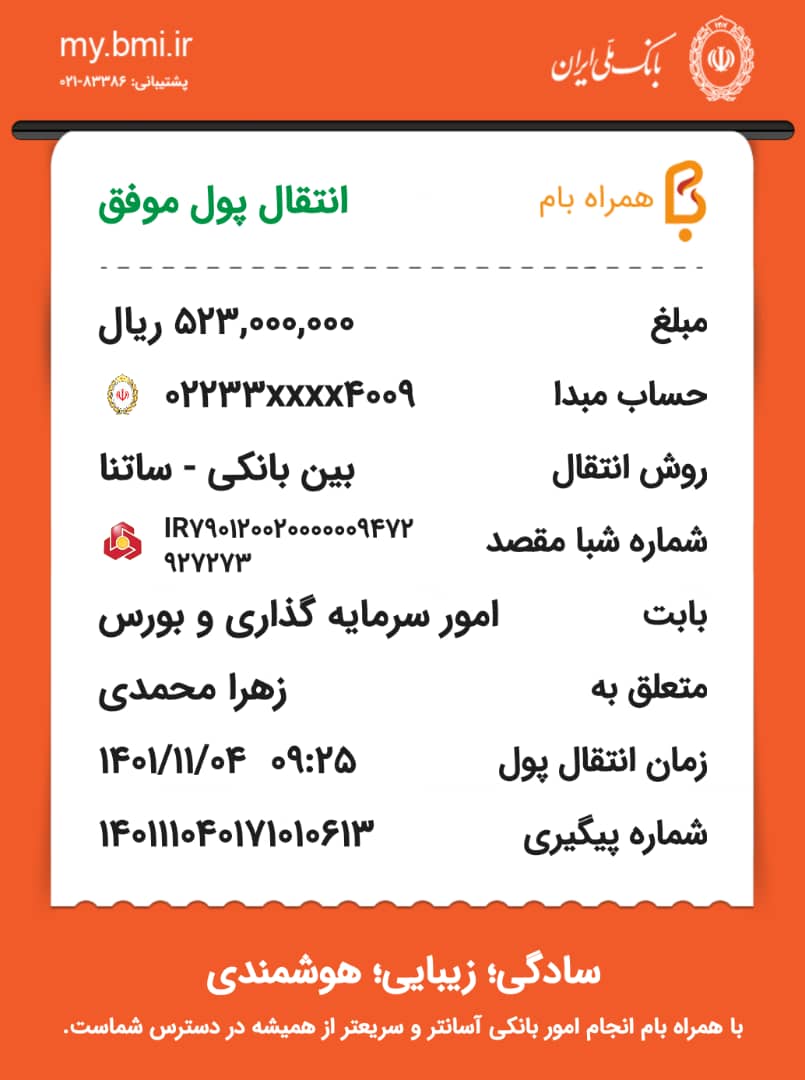 my.bmi.ir
پشتیبانی: ۸۳۳۸۶-۰۲۱
بانک ملی ایران
همراه بام
انتقال پول موفق
مبلغ ۵۲۳,۰۰۰,۰۰۰ ریال
حساب مبدا ۰۲۲۳۳xxxx۴۰۰۹
روش انتقال بین بانکی - ساتنا
شماره شبا مقصد IR۷۹۰۱۲۰۰۲۰۰۰۰۰۰۰۹۴۷۲
۹۲۷۲۷۳
بابت امور سرمایه گذاری و بورس
متعلق به زهرا محمدی
زمان انتقال پول ۰۹:۲۵ ۱۴۰۱/۱۱/۰۴
شماره پیگیری ۱۴۰۱۱۱۰۴۰۱۷۱۰۱۰۶۱۳
سادگی؛ زیبایی؛ هوشمندی
با همراه بام انجام امور بانکی آسانتر و سریعتر از همیشه در دسترس شماست.